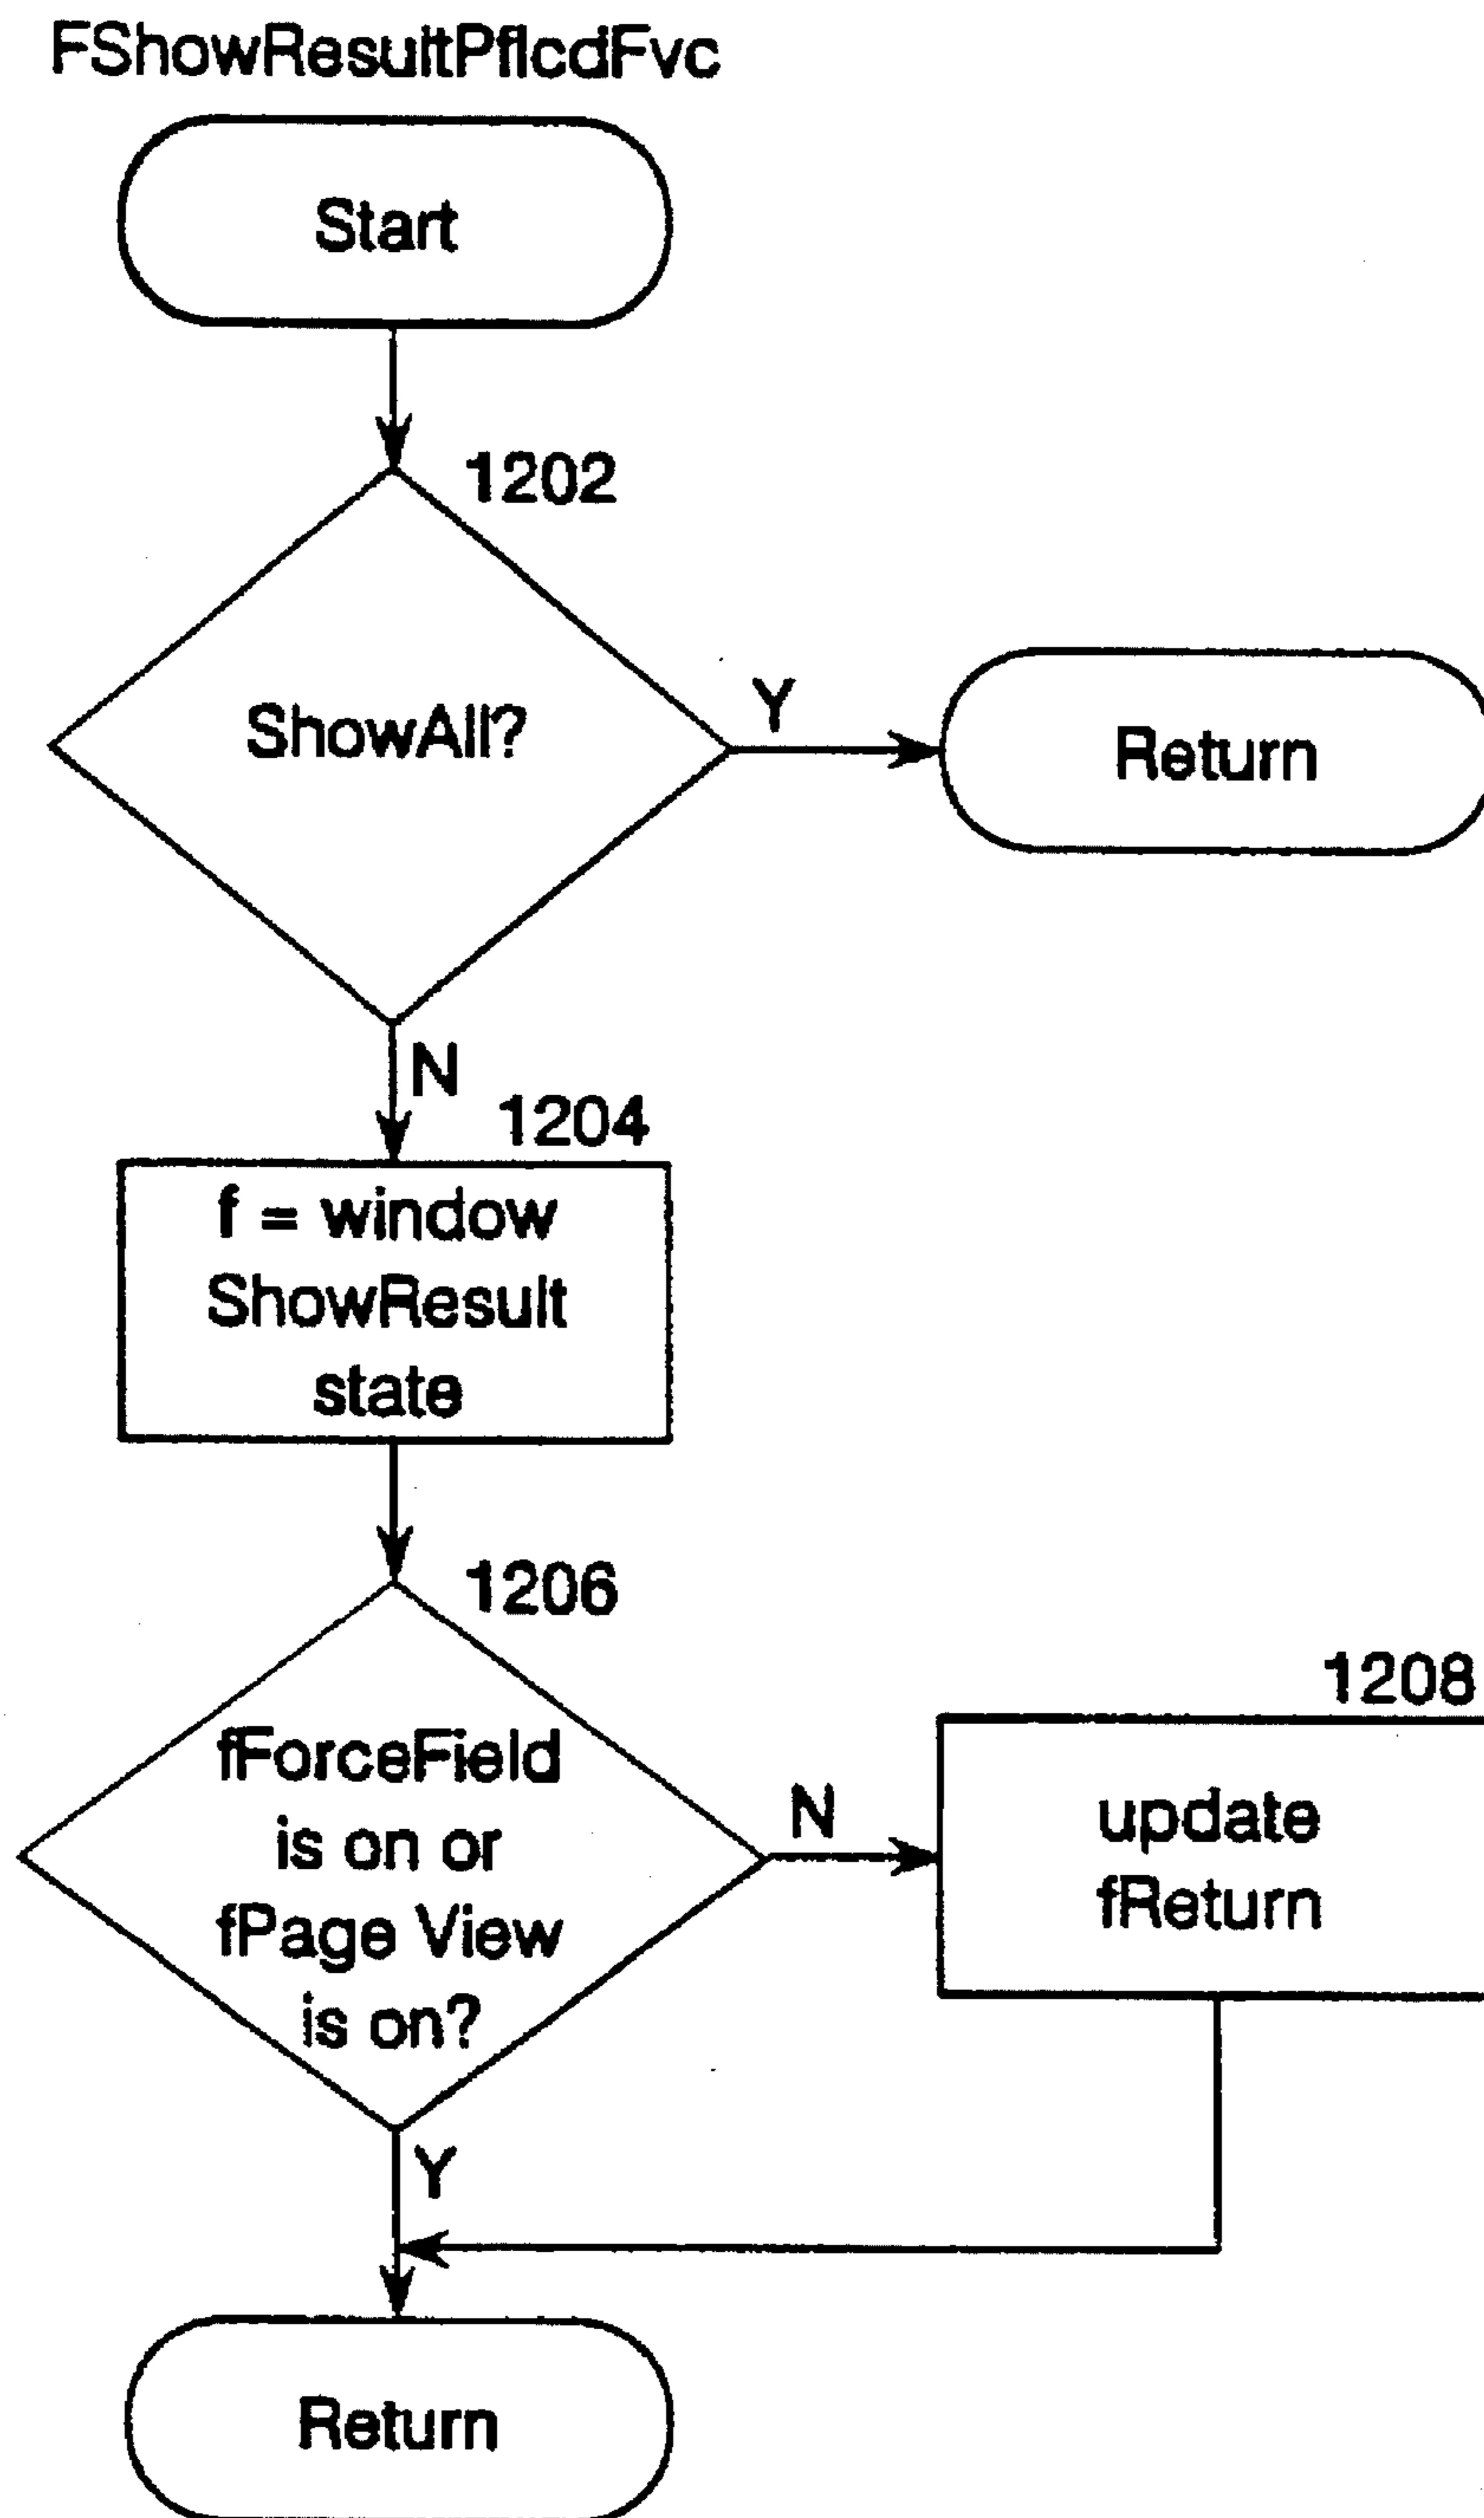 FShowResultPflcdFvc
Start
1202
ShowAll?
Y
Return
N
1204
f = window
ShowResult
state
1206
fForceField
is on or
fPage View
is on?
N
1208
update
fReturn
Y
Return